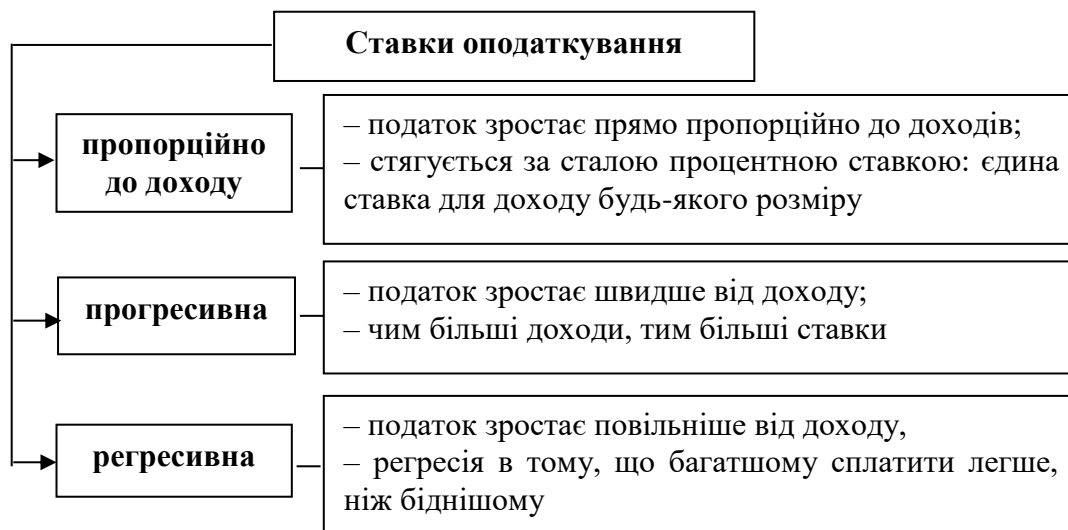 Ставки оподаткування
пропорційно
до доходу
– податок зростає прямо пропорційно до доходів;
– стягується за сталою процентною ставкою: єдина
ставка для доходу будь-якого розміру
прогресивна
– податок зростає швидше від доходу;
– чим більші доходи, тим більші ставки
регресивна
– податок зростає повільніше від доходу,
– регресія в тому, що багатшому сплатити легше,
ніж біднішому